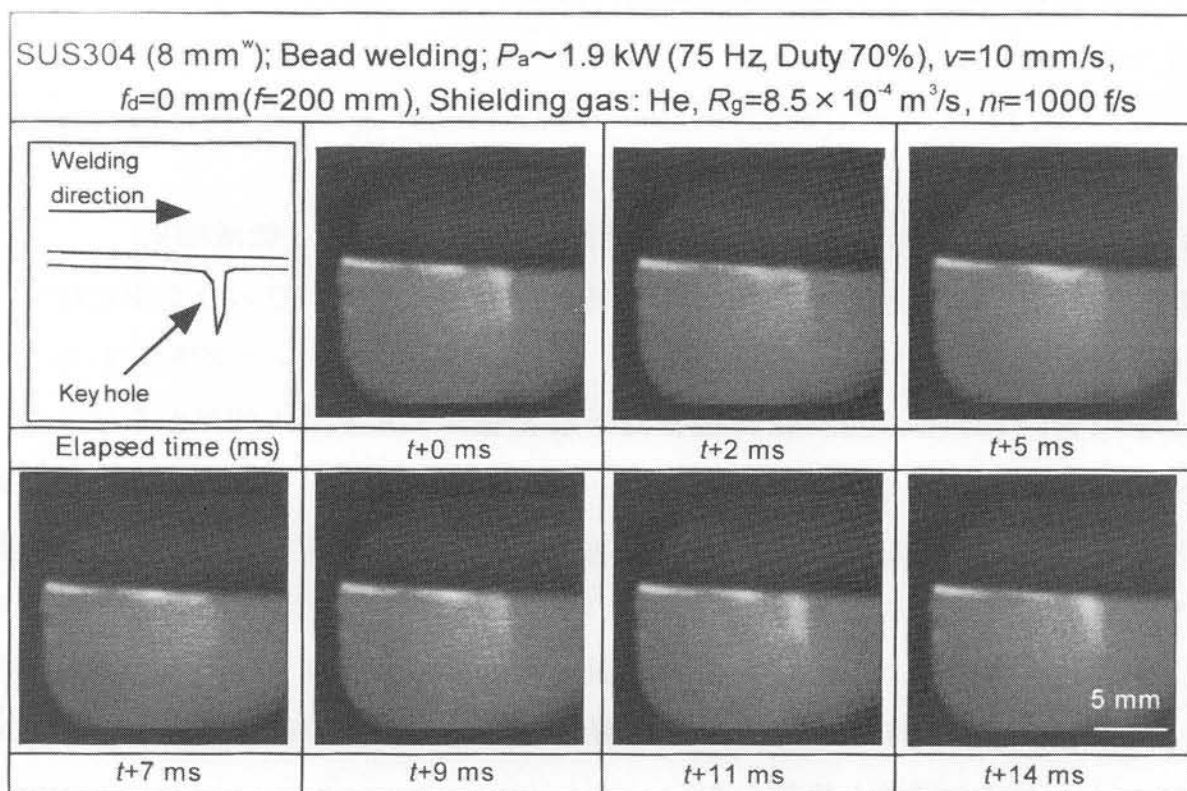 SUS304 (8 mmʷ); Bead welding; Pa~1.9 kW (75 Hz, Duty 70%), v=10 mm/s,
fd=0 mm(f=200 mm), Shielding gas: He, Rg=8.5×10⁻⁴ m³/s, nf=1000 f/s
Welding
direction
Key hole
Elapsed time (ms)
t+0 ms
t+2 ms
t+5 ms
5 mm
t+7 ms
t+9 ms
t+11 ms
t+14 ms